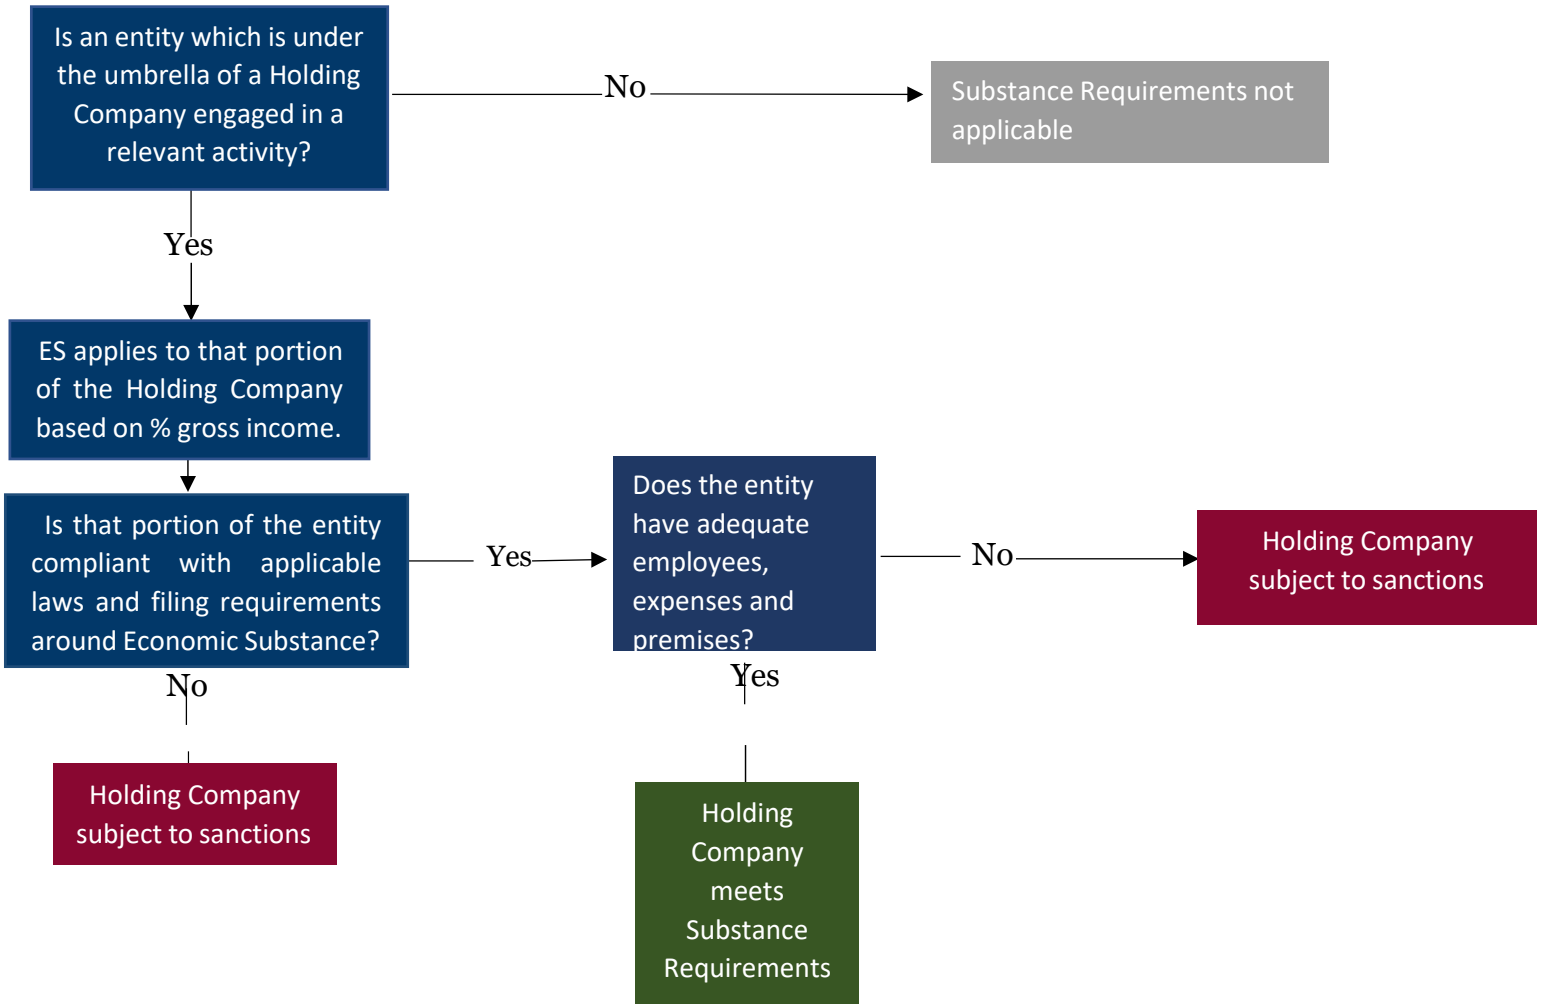 Is an entity which is under
the umbrella of a Holding
Company engaged in a
relevant activity?
No
Substance Requirements not
applicable
Yes
ES applies to that portion
of the Holding Company
based on % gross income.
Is that portion of the entity
compliant with applicable
laws and filing requirements
around Economic Substance?
Yes
Does the entity
have adequate
employees,
expenses and
premises?
No
Holding Company
subject to sanctions
No
Holding Company
subject to sanctions
Yes
Holding
Company
meets
Substance
Requirements